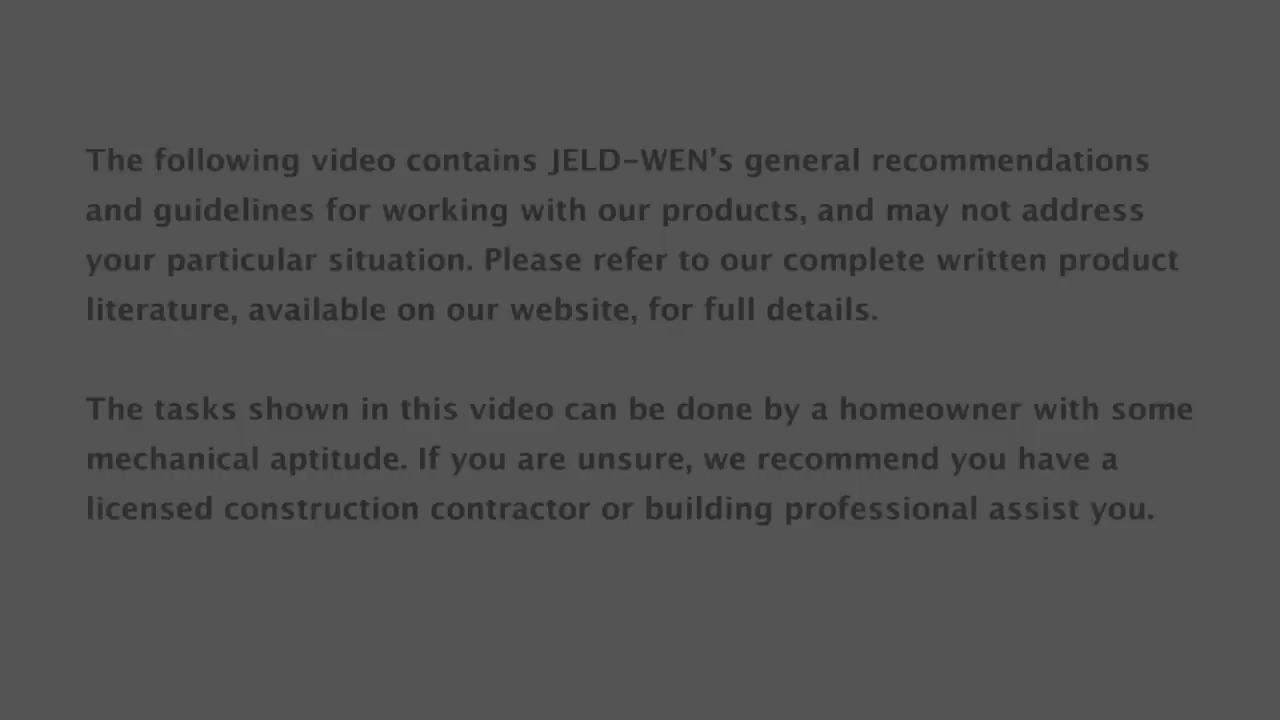 The following video contains JELD-WEN’s general recommendations
and guidelines for working with our products, and may not address
your particular situation. Please refer to our complete written product
literature, available on our website, for full details.
The tasks shown in this video can be done by a homeowner with some
mechanical aptitude. If you are unsure, we recommend you have a
licensed construction contractor or building professional assist you.